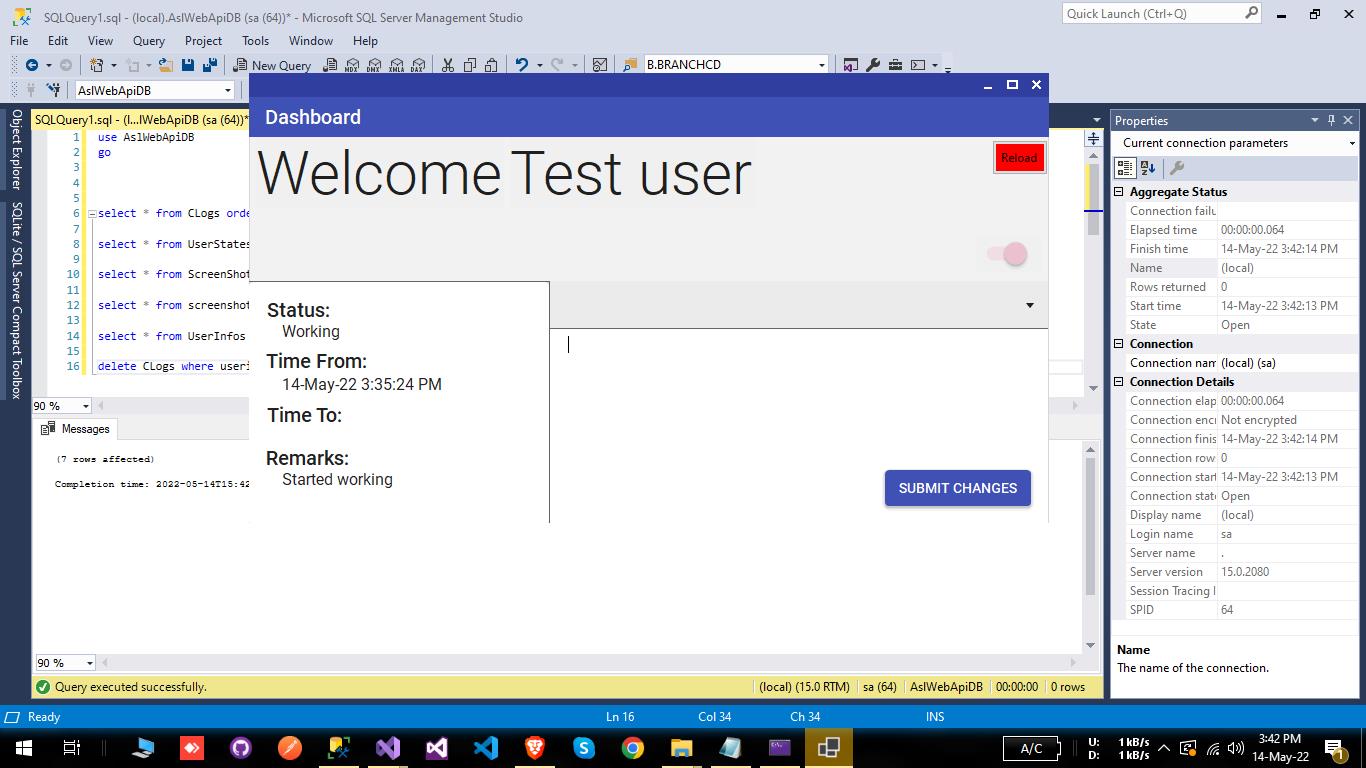 SQLQuery1.sql - (local).AslWebApiDB (sa (64))* - Microsoft SQL Server Management Studio
Quick Launch (Ctrl+Q)
File Edit View Query Project Tools Window Help
New Query
MDX DMX XMLA DAX
B.BRANCHCD
AslWebApiDB
Object Explorer
SQLite / SQL Server Compact Toolbox
SQLQuery1.sql - (l...lWebApiDB (sa (64))*
1 use AslWebApiDB
2 go
3
4
5
6 select * from CLogs orde
7
8 select * from UserStates
9
10 select * from ScreenShot
11
12 select * from screenshot
13
14 select * from UserInfos
15
16 delete CLogs where useri
90 %
Messages
(7 rows affected)
Completion time: 2022-05-14T15:42
90 %
Dashboard
Welcome Test user
Reload
Status:
Working
Time From:
14-May-22 3:35:24 PM
Time To:
Remarks:
Started working
SUBMIT CHANGES
Properties
Current connection parameters
Aggregate Status
Connection failu
Elapsed time 00:00:00.064
Finish time 14-May-22 3:42:14 PM
Name (local)
Rows returned 0
Start time 14-May-22 3:42:13 PM
State Open
Connection
Connection nam (local) (sa)
Connection Details
Connection elap 00:00:00.064
Connection encr Not encrypted
Connection finis 14-May-22 3:42:14 PM
Connection row 0
Connection start 14-May-22 3:42:13 PM
Connection state Open
Display name (local)
Login name sa
Server name .
Server version 15.0.2080
Session Tracing I
SPID 64
Name
The name of the connection.
Query executed successfully.
(local) (15.0 RTM) sa (64) AslWebApiDB 00:00:00 0 rows
Ready
Ln 16 Col 34 Ch 34 INS
A/C
U: 1 kB/s
D: 1 kB/s
3:42 PM
14-May-22
1